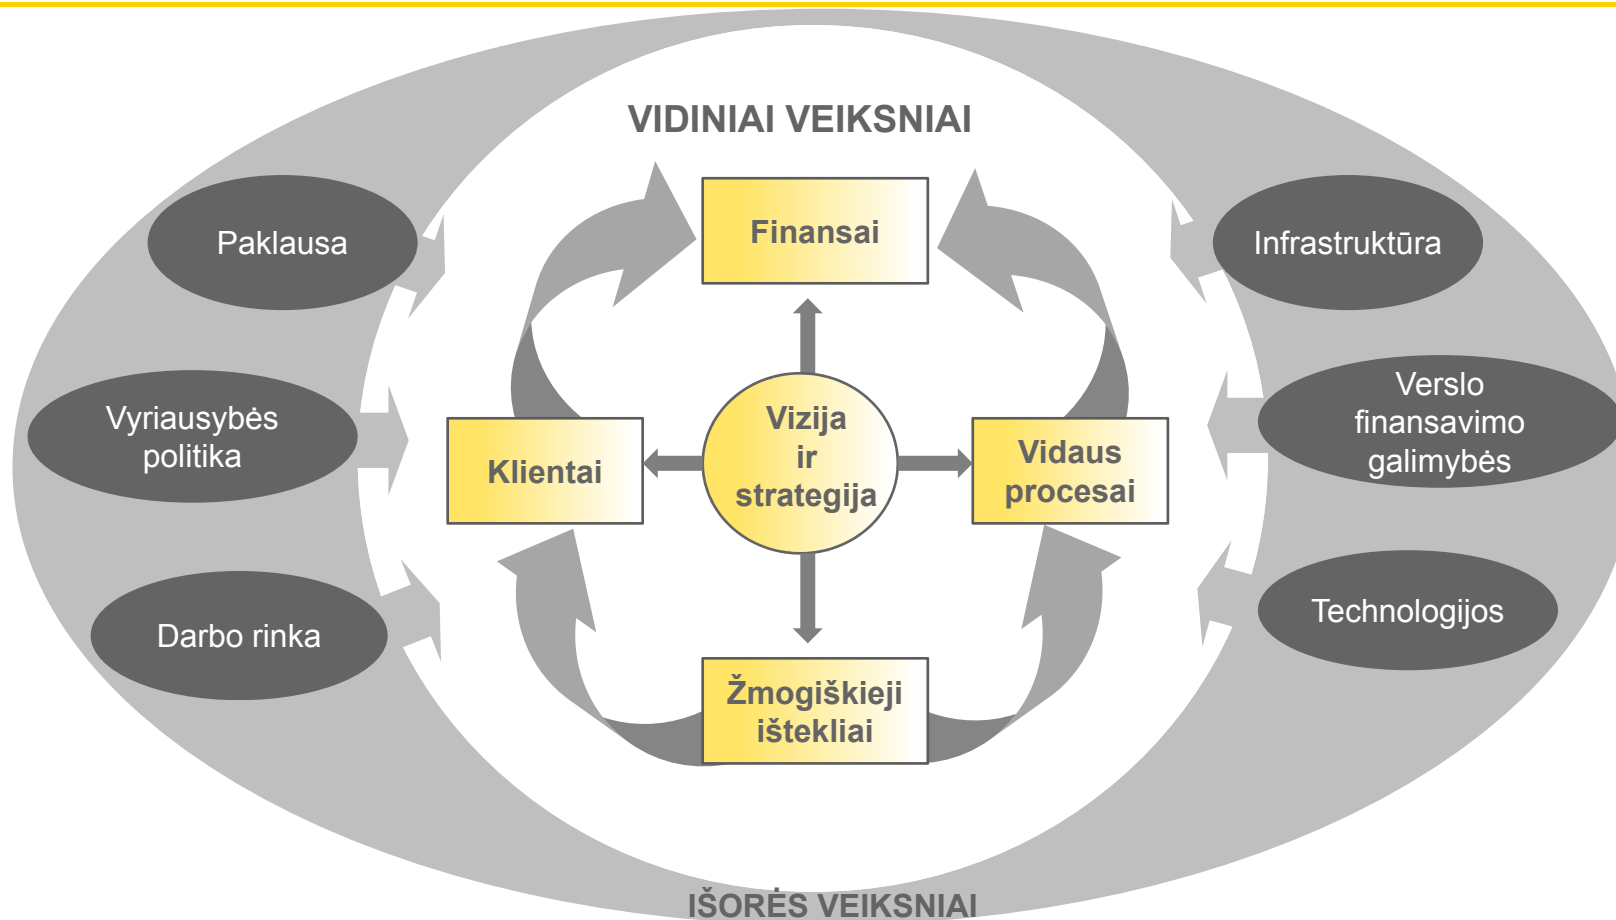 VIDINIAI VEIKSNIAI
Finansai
Paklausa
Infrastruktūra
Vyriausybės
politika
Klientai
Vizija
ir
strategija
Vidaus
procesai
Verslo
finansavimo
galimybės
Darbo rinka
Žmogiškieji
ištekliai
Technologijos
IŠORĖS VEIKSNIAI